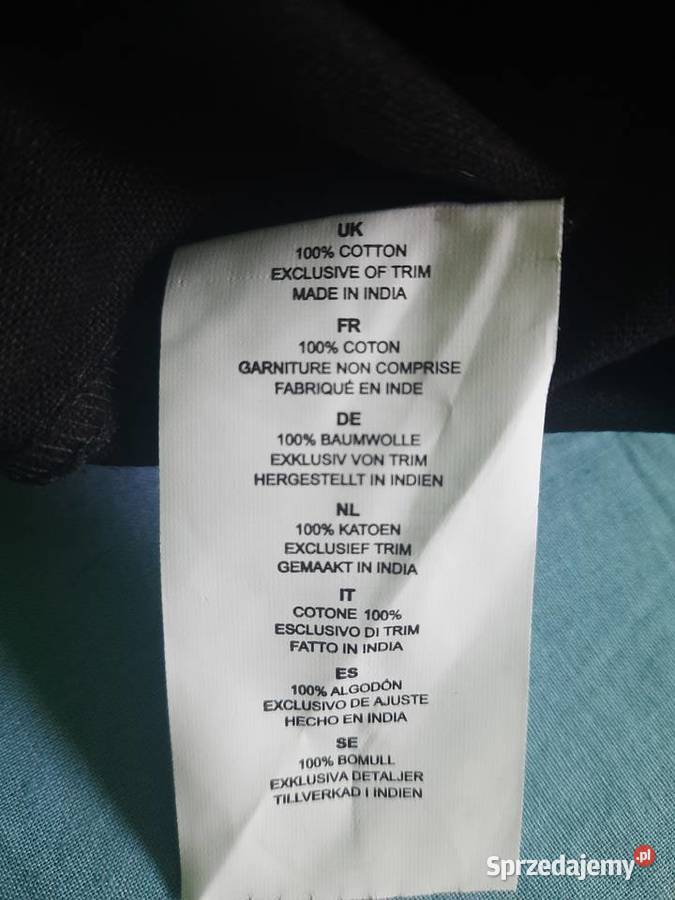 UK
100% COTTON
EXCLUSIVE OF TRIM
MADE IN INDIA
FR
100% COTON
GARNITURE NON COMPRISE
FABRIQUÉ EN INDE
DE
100% BAUMWOLLE
EXKLUSIV VON TRIM
HERGESTELLT IN INDIEN
NL
100% KATOEN
EXCLUSIEF TRIM
GEMAAKT IN INDIA
IT
COTONE 100%
ESCLUSIVO DI TRIM
FATTO IN INDIA
ES
100% ALGODÓN
EXCLUSIVO DE AJUSTE
HECHO EN INDIA
SE
100% BOMULL
EXKLUSIVA DETALJER
TILLVERKAD I INDIEN
Sprzedajemy.pl